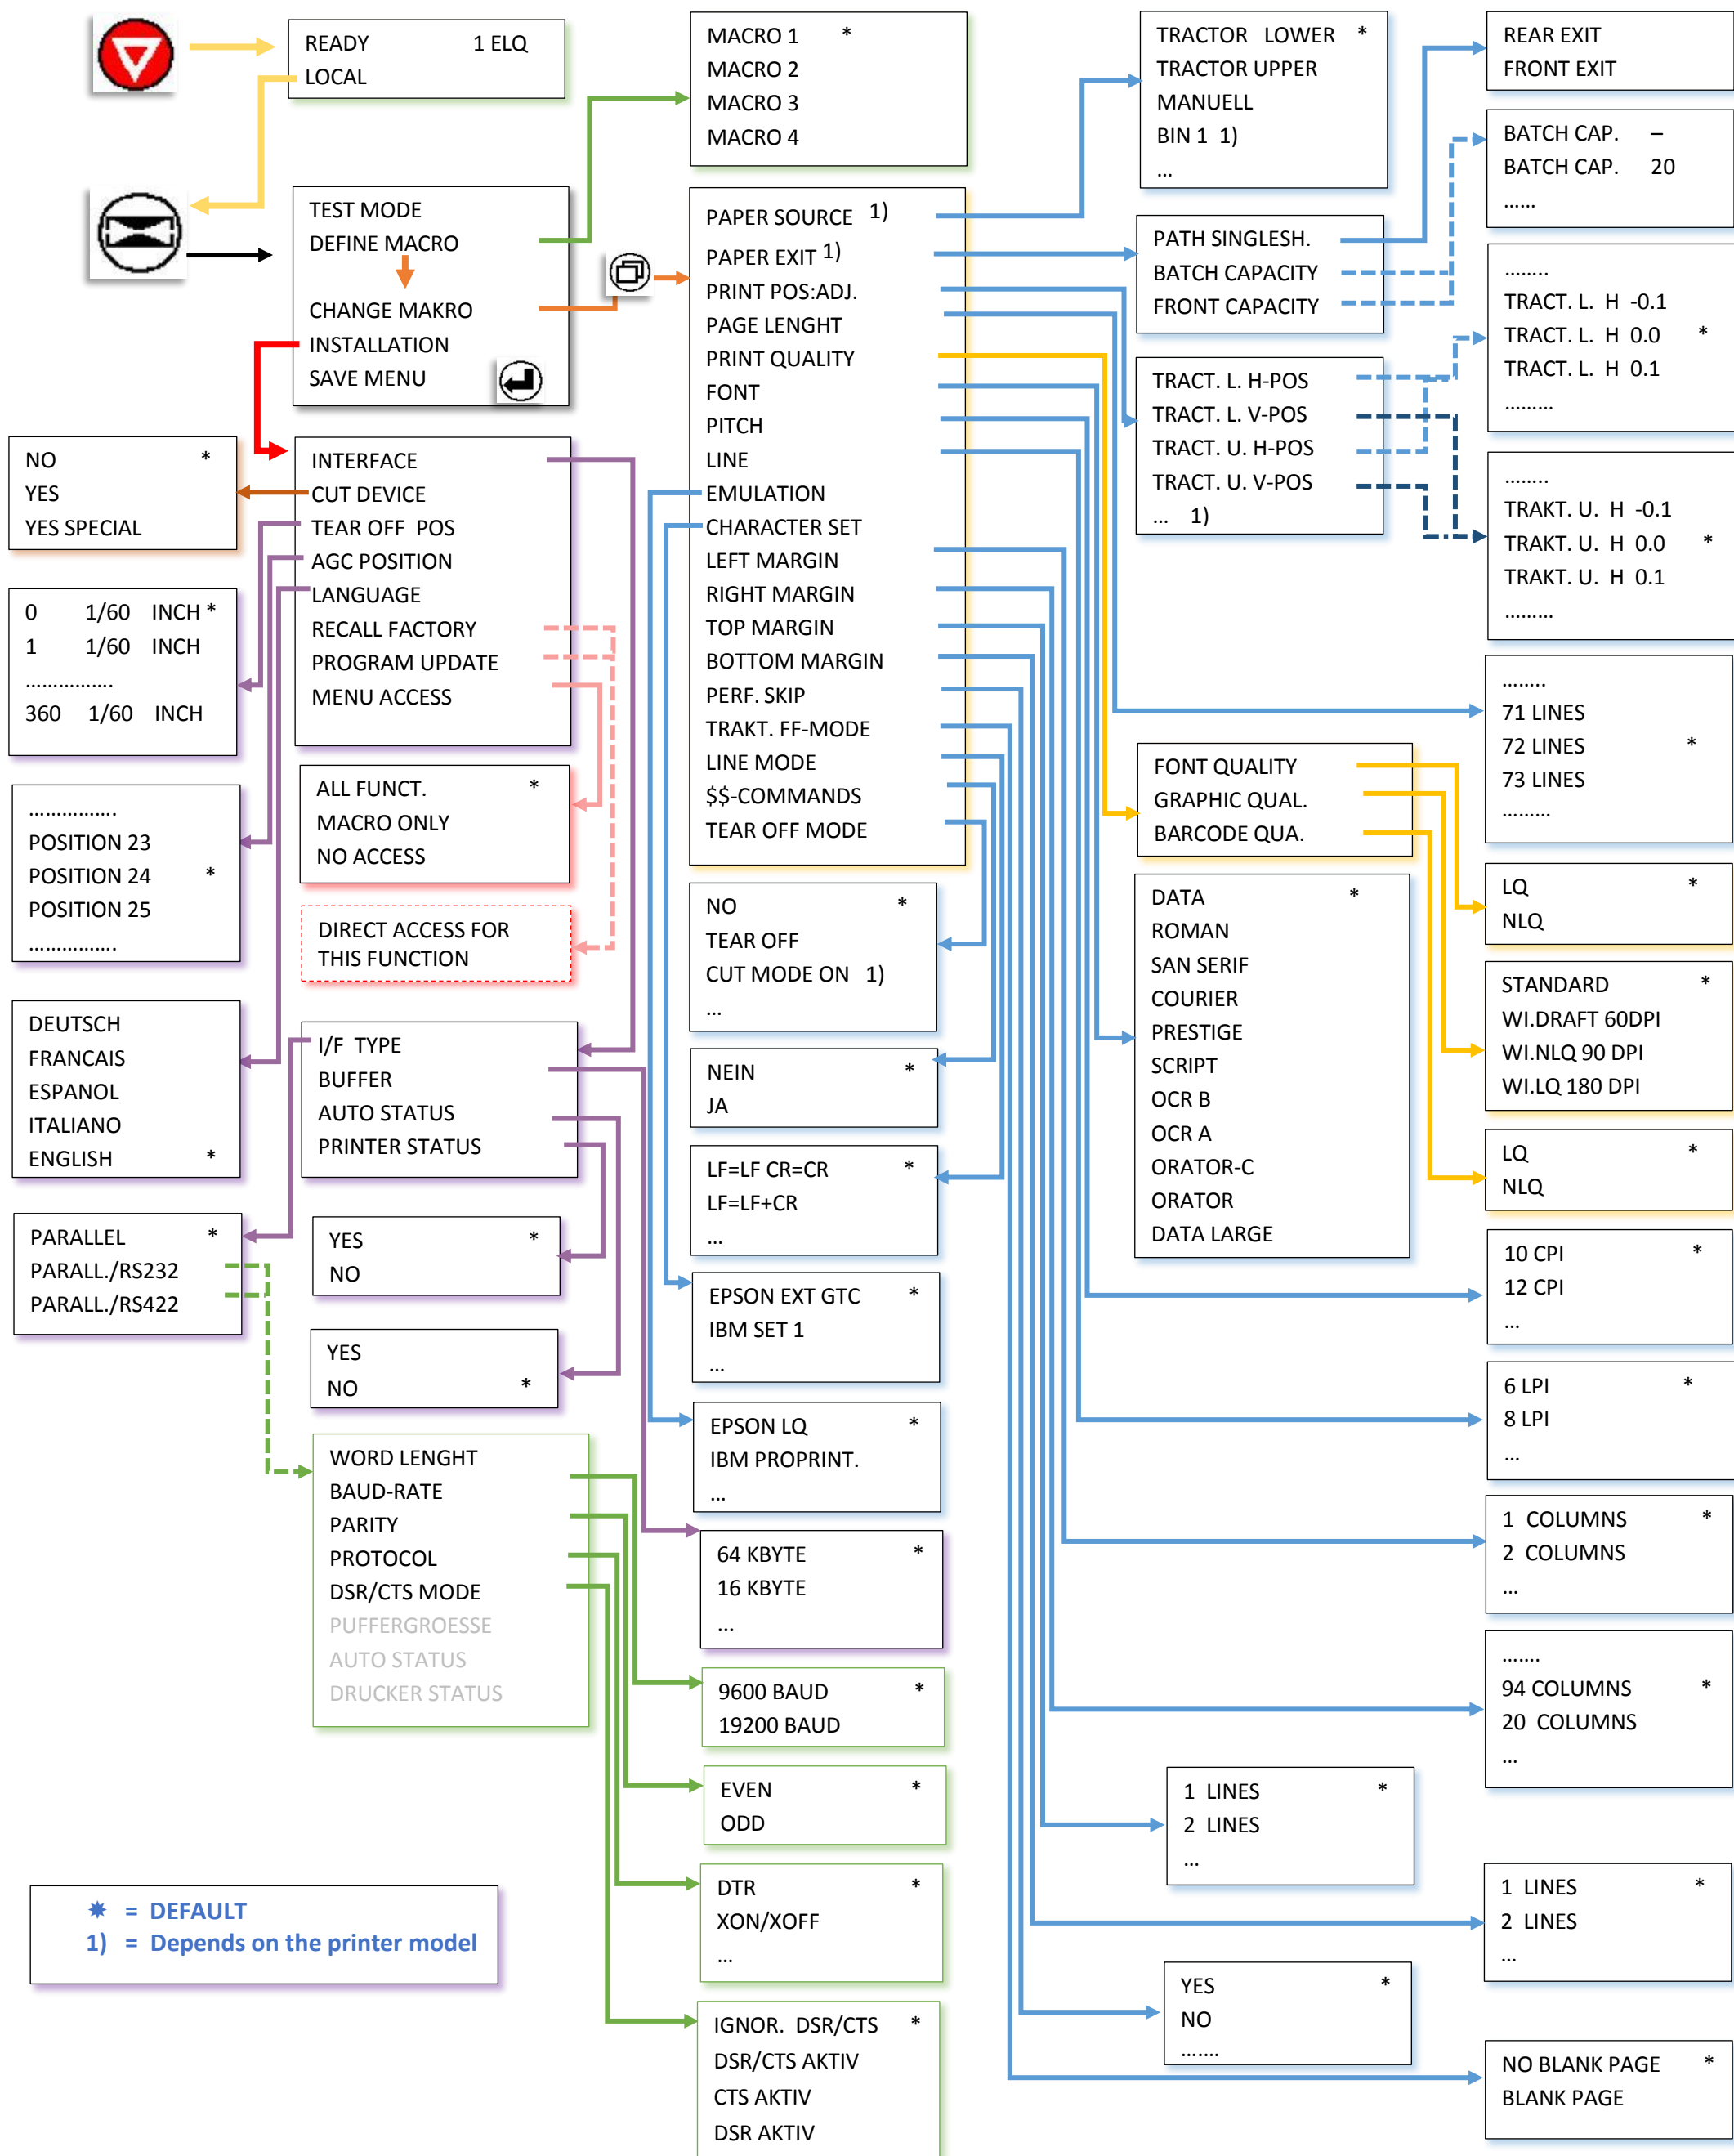 READY 1 ELQ
LOCAL
MACRO 1 *
MACRO 2
MACRO 3
MACRO 4
TRACTOR LOWER *
TRACTOR UPPER
MANUELL
BIN 1 1)
...
REAR EXIT
FRONT EXIT
BATCH CAP. –
BATCH CAP. 20
......
TEST MODE
DEFINE MACRO
CHANGE MAKRO
INSTALLATION
SAVE MENU
PAPER SOURCE 1)
PAPER EXIT 1)
PRINT POS:ADJ.
PAGE LENGHT
PRINT QUALITY
FONT
PITCH
LINE
EMULATION
CHARACTER SET
LEFT MARGIN
RIGHT MARGIN
TOP MARGIN
BOTTOM MARGIN
PERF. SKIP
TRAKT. FF-MODE
LINE MODE
$$-COMMANDS
TEAR OFF MODE
PATH SINGLESH.
BATCH CAPACITY
FRONT CAPACITY
........
TRACT. L. H -0.1
TRACT. L. H 0.0 *
TRACT. L. H 0.1
.........
TRACT. L. H-POS
TRACT. L. V-POS
TRACT. U. H-POS
TRACT. U. V-POS
... 1)
........
TRAKT. U. H -0.1
TRAKT. U. H 0.0 *
TRAKT. U. H 0.1
.........
NO *
YES
YES SPECIAL
INTERFACE
CUT DEVICE
TEAR OFF POS
AGC POSITION
LANGUAGE
RECALL FACTORY
PROGRAM UPDATE
MENU ACCESS
0 1/60 INCH *
1 1/60 INCH
...............
360 1/60 INCH
........
71 LINES
72 LINES *
73 LINES
.........
FONT QUALITY
GRAPHIC QUAL.
BARCODE QUA.
ALL FUNCT. *
MACRO ONLY
NO ACCESS
...............
POSITION 23
POSITION 24 *
POSITION 25
...............
DIRECT ACCESS FOR
THIS FUNCTION
NO *
TEAR OFF
CUT MODE ON 1)
...
DATA *
ROMAN
SAN SERIF
COURIER
PRESTIGE
SCRIPT
OCR B
OCR A
ORATOR-C
ORATOR
DATA LARGE
LQ *
NLQ
STANDARD *
WI.DRAFT 60DPI
WI.NLQ 90 DPI
WI.LQ 180 DPI
LQ *
NLQ
DEUTSCH
FRANCAIS
ESPANOL
ITALIANO
ENGLISH *
I/F TYPE
BUFFER
AUTO STATUS
PRINTER STATUS
NEIN *
JA
LF=LF CR=CR *
LF=LF+CR
...
PARALLEL *
PARALL./RS232
PARALL./RS422
YES *
NO
YES
NO *
EPSON EXT GTC *
IBM SET 1
...
EPSON LQ *
IBM PROPRINT.
...
10 CPI *
12 CPI
...
6 LPI *
8 LPI
...
WORD LENGHT
BAUD-RATE
PARITY
PROTOCOL
DSR/CTS MODE
PUFFERGROESSE
AUTO STATUS
DRUCKER STATUS
64 KBYTE *
16 KBYTE
...
1 COLUMNS *
2 COLUMNS
...
9600 BAUD *
19200 BAUD
.......
94 COLUMNS *
20 COLUMNS
...
EVEN *
ODD
1 LINES *
2 LINES
...
DTR *
XON/XOFF
...
1 LINES *
2 LINES
...
✷ = DEFAULT
1) = Depends on the printer model
IGNOR. DSR/CTS *
DSR/CTS AKTIV
CTS AKTIV
DSR AKTIV
YES *
NO
.......
NO BLANK PAGE *
BLANK PAGE